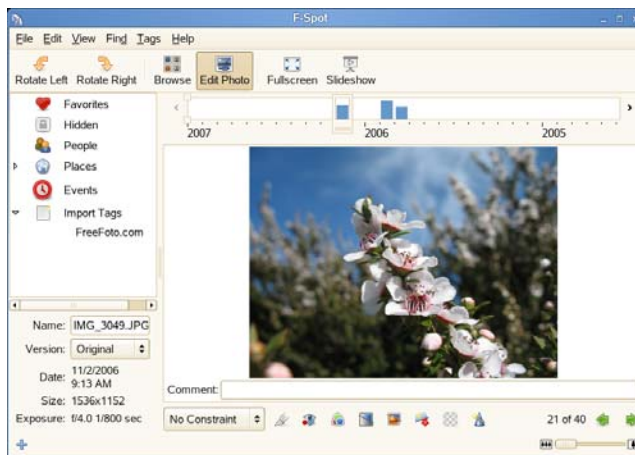 F-Spot
File Edit View Find Tags Help
Rotate Left Rotate Right Browse Edit Photo Fullscreen Slideshow
Favorites
Hidden
People
Places
Events
Import Tags
FreeFoto.com
2007 2006 2005
Name: IMG_3049.JPG
Version: Original
Date: 11/2/2006
9:13 AM
Size: 1536x1152
Exposure: f/4.0 1/800 sec
Comment:
No Constraint 21 of 40